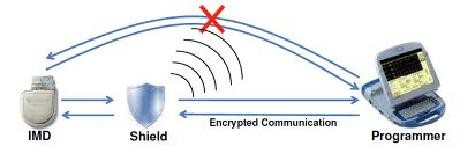 Encrypted Communication
IMD
Shield
Programmer